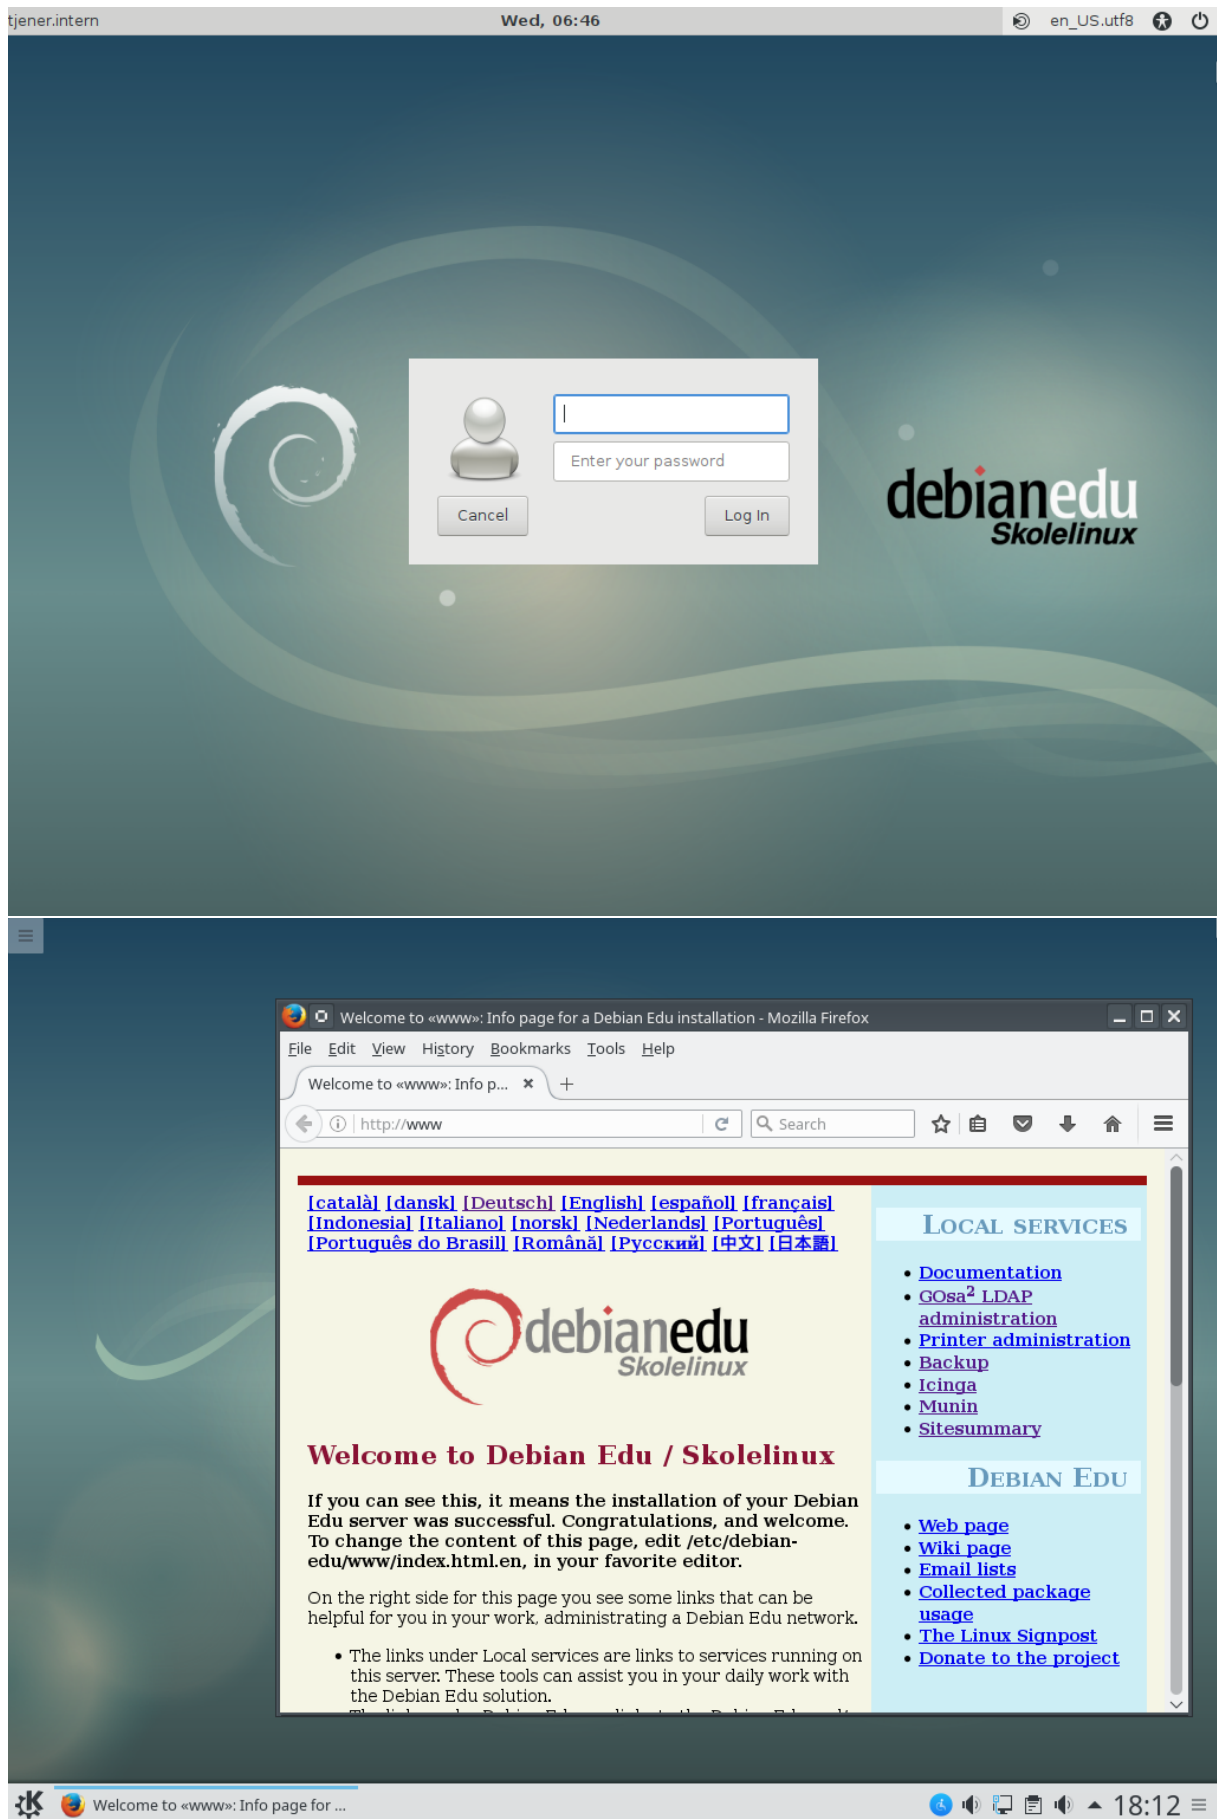 tjener.intern Wed, 06:46 en_US.utf8
Enter your password
Cancel Log In
debianedu
Skolelinux
Welcome to «www»: Info page for a Debian Edu installation - Mozilla Firefox
File Edit View History Bookmarks Tools Help
Welcome to «www»: Info p...
http://www Search
[català] [dansk] [Deutsch] [English] [español] [français]
[Indonesia] [Italiano] [norsk] [Nederlands] [Português]
[Português do Brasil] [Română] [Русский] [中文] [日本語]
debianedu
Skolelinux
Welcome to Debian Edu / Skolelinux
If you can see this, it means the installation of your Debian
Edu server was successful. Congratulations, and welcome.
To change the content of this page, edit /etc/debian-
edu/www/index.html.en, in your favorite editor.
On the right side for this page you see some links that can be
helpful for you in your work, administrating a Debian Edu network.
The links under Local services are links to services running on
this server. These tools can assist you in your daily work with
the Debian Edu solution.
Local services
Documentation
GOsa² LDAP
administration
Printer administration
Backup
Icinga
Munin
Sitesummary
Debian Edu
Web page
Wiki page
Email lists
Collected package
usage
The Linux Signpost
Donate to the project
Welcome to «www»: Info page for ... 18:12